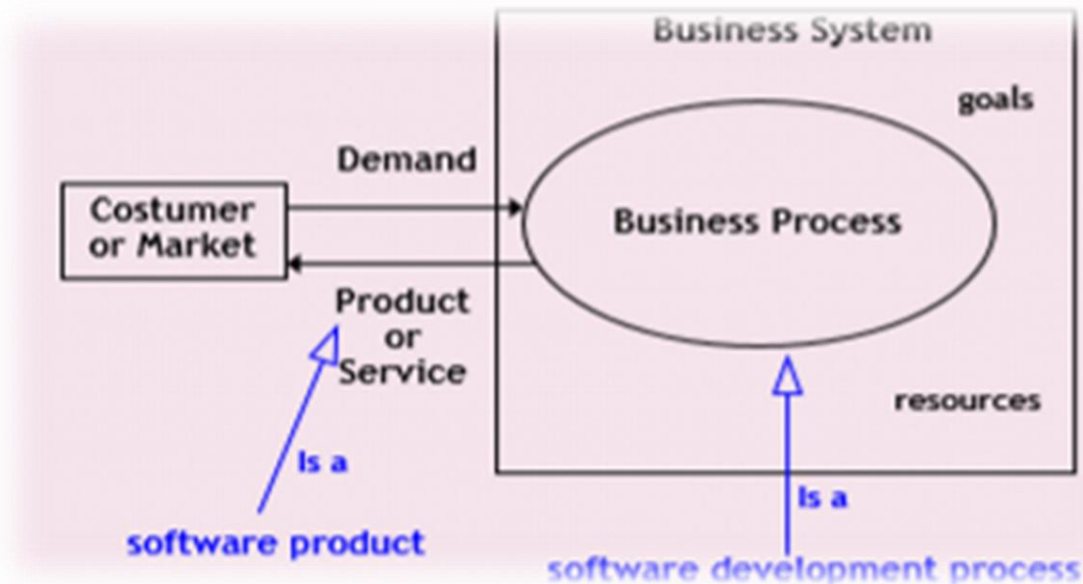 Business System
goals
Demand
Costumer
or Market
Business Process
Product
or
Service
resources
Is a
Is a
software product
software development process